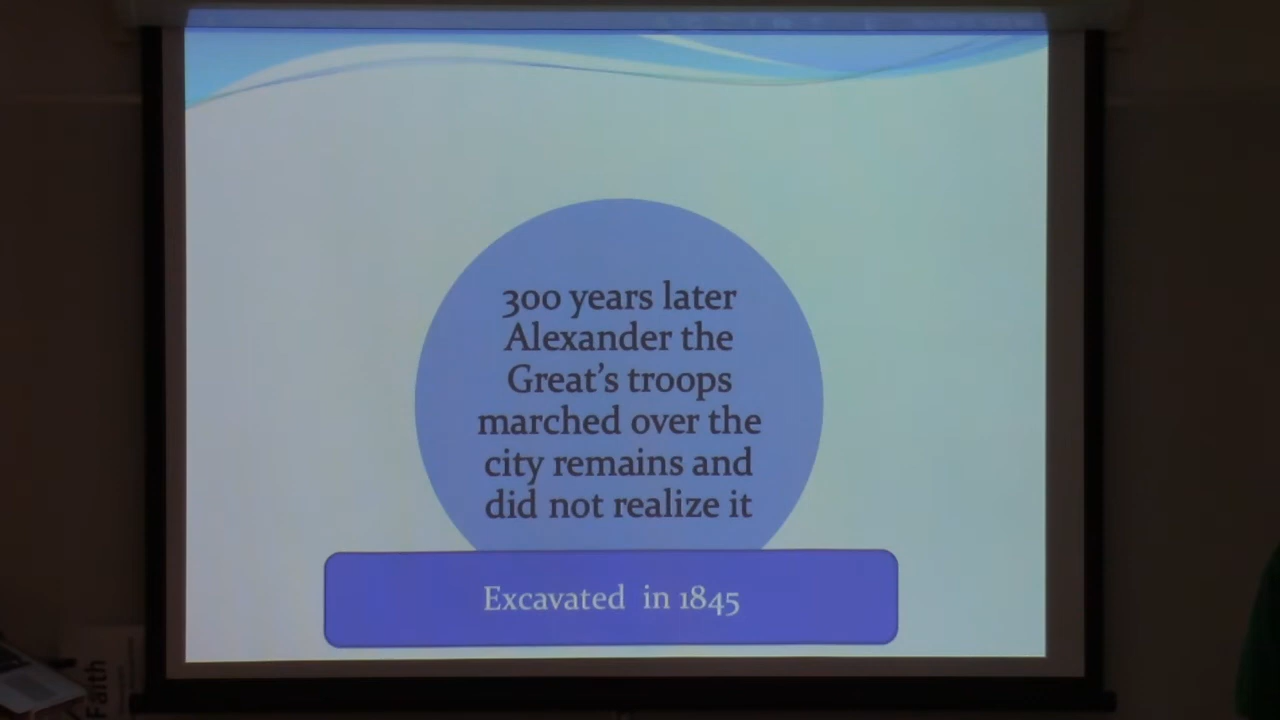 300 years later
Alexander the
Great's troops
marched over the
city remains and
did not realize it
Excavated  in 1845
Faith